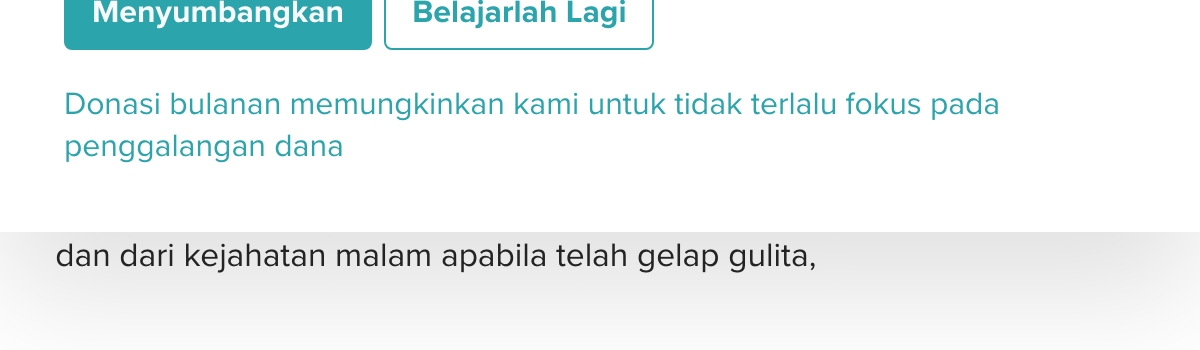 Menyumbangkan Belajarlah Lagi
Donasi bulanan memungkinkan kami untuk tidak terlalu fokus pada
penggalangan dana
dan dari kejahatan malam apabila telah gelap gulita,